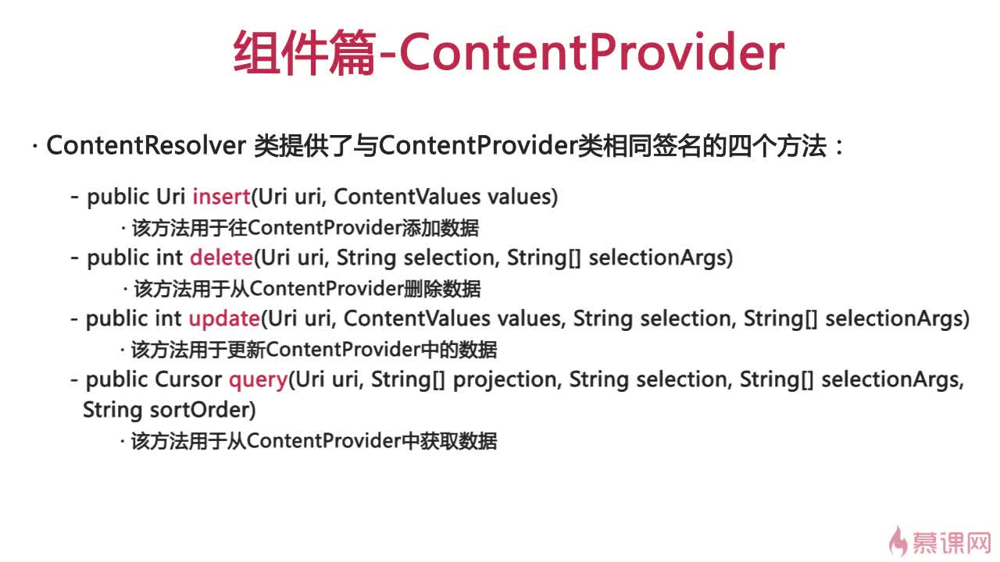 组件篇-ContentProvider
· ContentResolver 类提供了与ContentProvider类相同签名的四个方法：
- public Uri insert(Uri uri, ContentValues values)
· 该方法用于往ContentProvider添加数据
- public int delete(Uri uri, String selection, String[] selectionArgs)
· 该方法用于从ContentProvider删除数据
- public int update(Uri uri, ContentValues values, String selection, String[] selectionArgs)
· 该方法用于更新ContentProvider中的数据
- public Cursor query(Uri uri, String[] projection, String selection, String[] selectionArgs,
String sortOrder)
· 该方法用于从ContentProvider中获取数据
慕课网